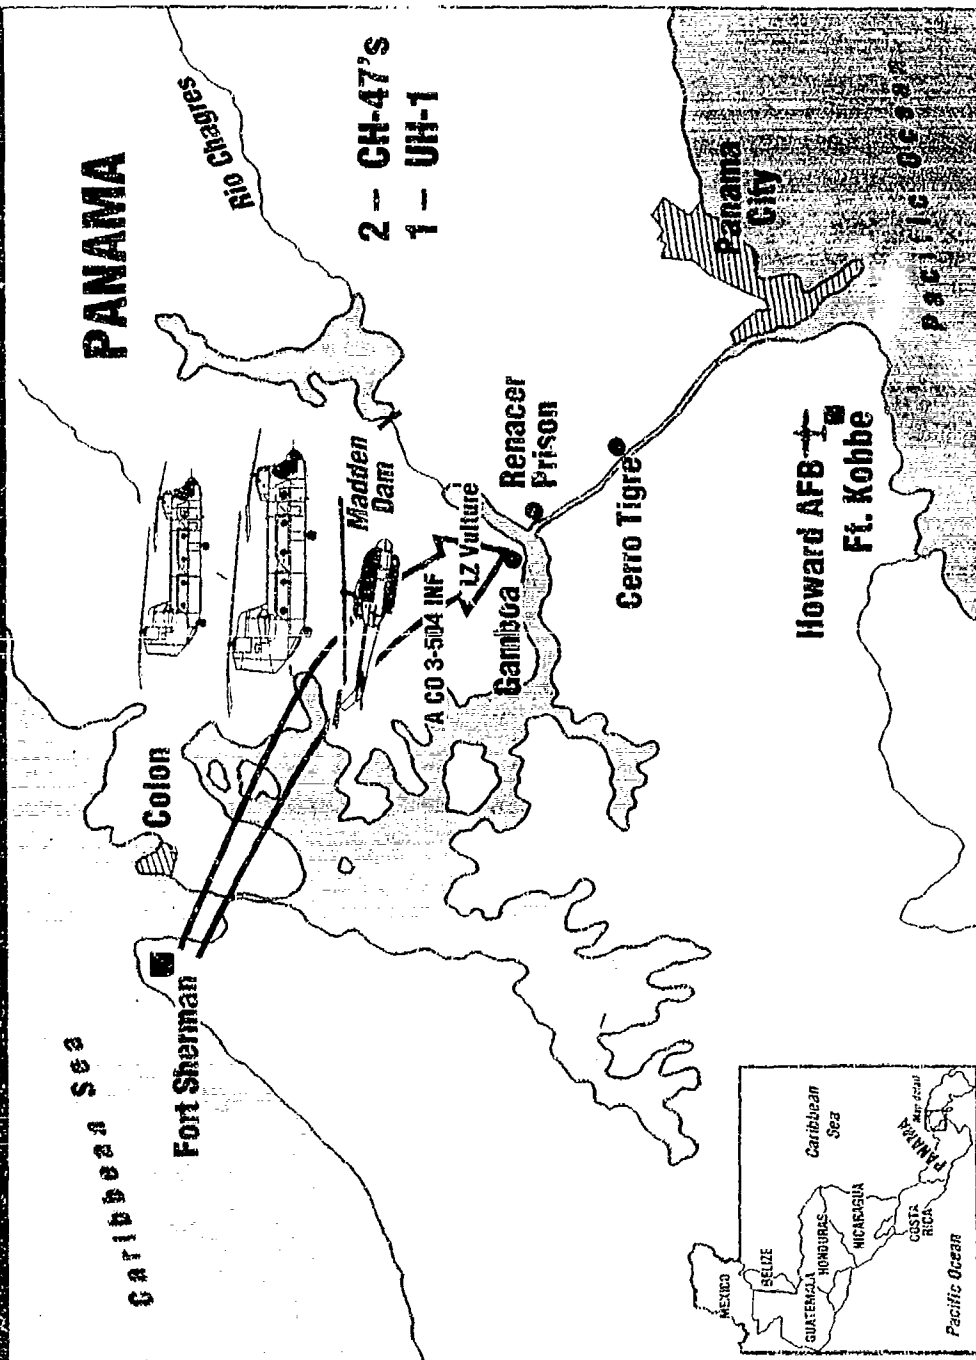 PANAMA
Caribbean Sea
Rio Chagres
Colon
Fort Sherman
2 – CH-47's
1 – UH-1
Madden
Dam
A CO 3-504 INF
LZ Vulture
Gamboa
Renacer
Prison
Cerro Tigre
Panama
City
Howard AFB
Ft. Kobbe
Pacific Ocean
MEXICO
BELIZE
GUATEMALA
HONDURAS
NICARAGUA
COSTA
RICA
PANAMA
Map detail
Caribbean
Sea
Pacific Ocean